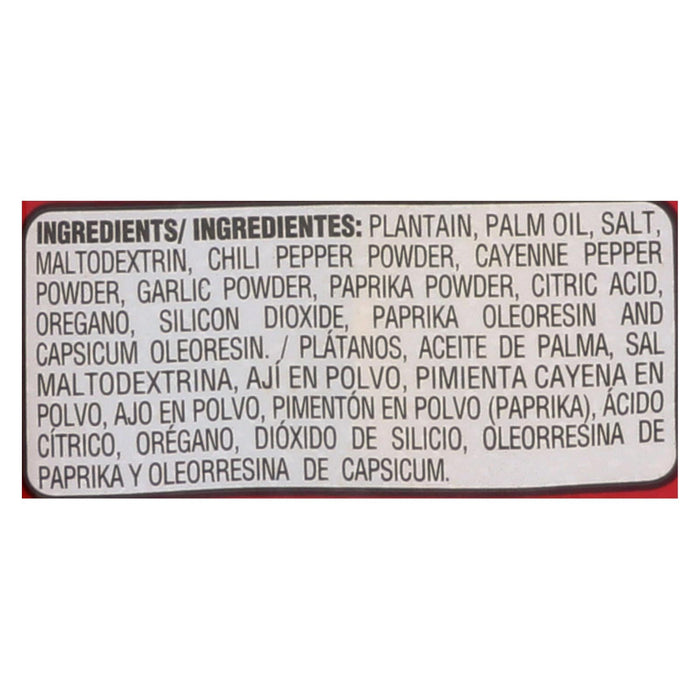 INGREDIENTS/ INGREDIENTES: PLANTAIN, PALM OIL, SALT,
MALTODEXTRIN, CHILI PEPPER POWDER, CAYENNE PEPPER
POWDER, GARLIC POWDER, PAPRIKA POWDER, CITRIC ACID,
OREGANO, SILICON DIOXIDE, PAPRIKA OLEORESIN AND
CAPSICUM OLEORESIN. / PLÁTANOS, ACEITE DE PALMA, SAL
MALTODEXTRINA, AJÍ EN POLVO, PIMIENTA CAYENA EN
POLVO, AJO EN POLVO, PIMENTÓN EN POLVO (PAPRIKA), ÁCIDO
CÍTRICO, ORÉGANO, DIÓXIDO DE SILICIO, OLEORRESINA DE
PAPRIKA Y OLEORRESINA DE CAPSICUM.